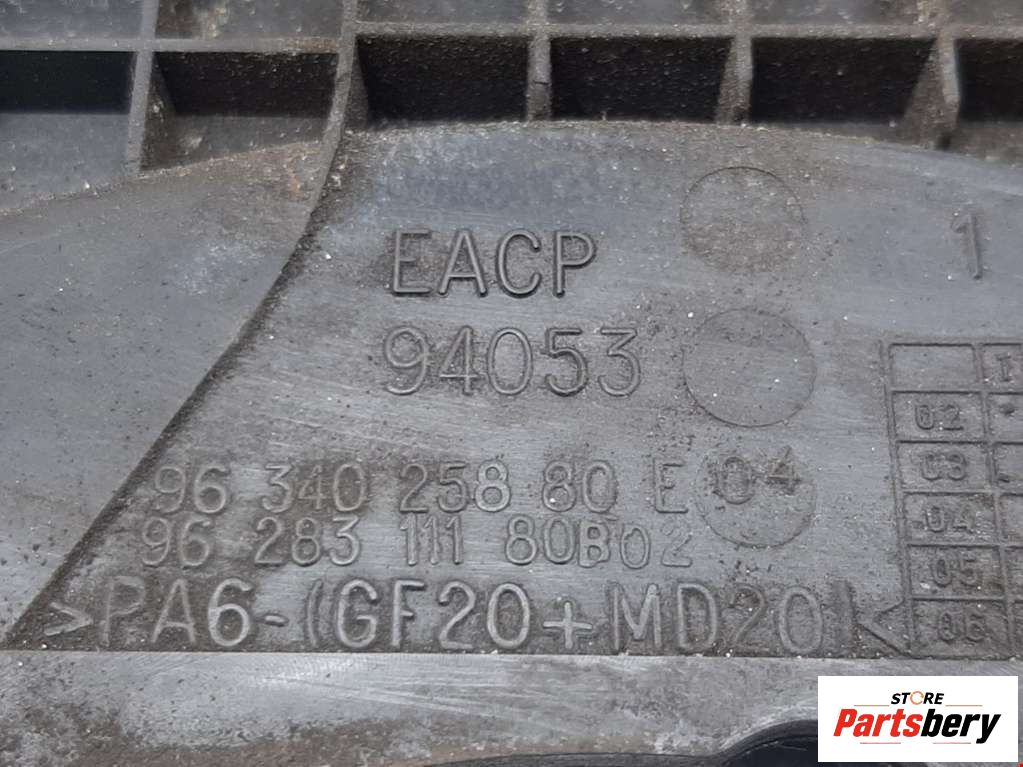 EACP
1
94053
I
02
03
04
05
06
96 340 258 80 E 04
96 283 111 80B02
>PA6-(GF20+MD20)<
STORE
Partsbery